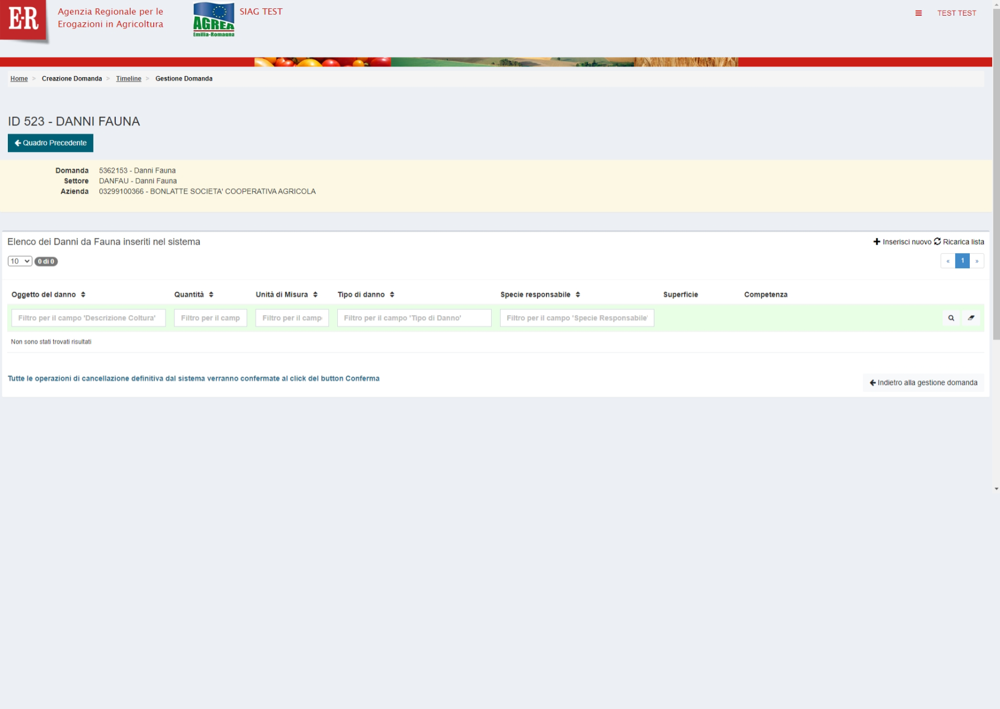 E-R
Agenzia Regionale per le
Erogazioni in Agricoltura
AGREA
Emilia-Romagna
SIAG TEST
TEST TEST
Home > Creazione Domanda > Timeline > Gestione Domanda
ID 523 - DANNI FAUNA
Quadro Precedente
Domanda 5362153 - Danni Fauna
Settore DANFAU - Danni Fauna
Azienda 03299100366 - BONLATTE SOCIETA' COOPERATIVA AGRICOLA
Elenco dei Danni da Fauna inseriti nel sistema
Inserisci nuovo Ricarica lista
10 0 di 0
« 1 »
Oggetto del danno Quantità Unità di Misura Tipo di danno Specie responsabile Superficie Competenza
Filtro per il campo 'Descrizione Coltura' Filtro per il camp Filtro per il camp Filtro per il campo 'Tipo di Danno' Filtro per il campo 'Specie Responsabile'
Non sono stati trovati risultati
Tutte le operazioni di cancellazione definitiva dal sistema verranno confermate al click del button Conferma
Indietro alla gestione domanda